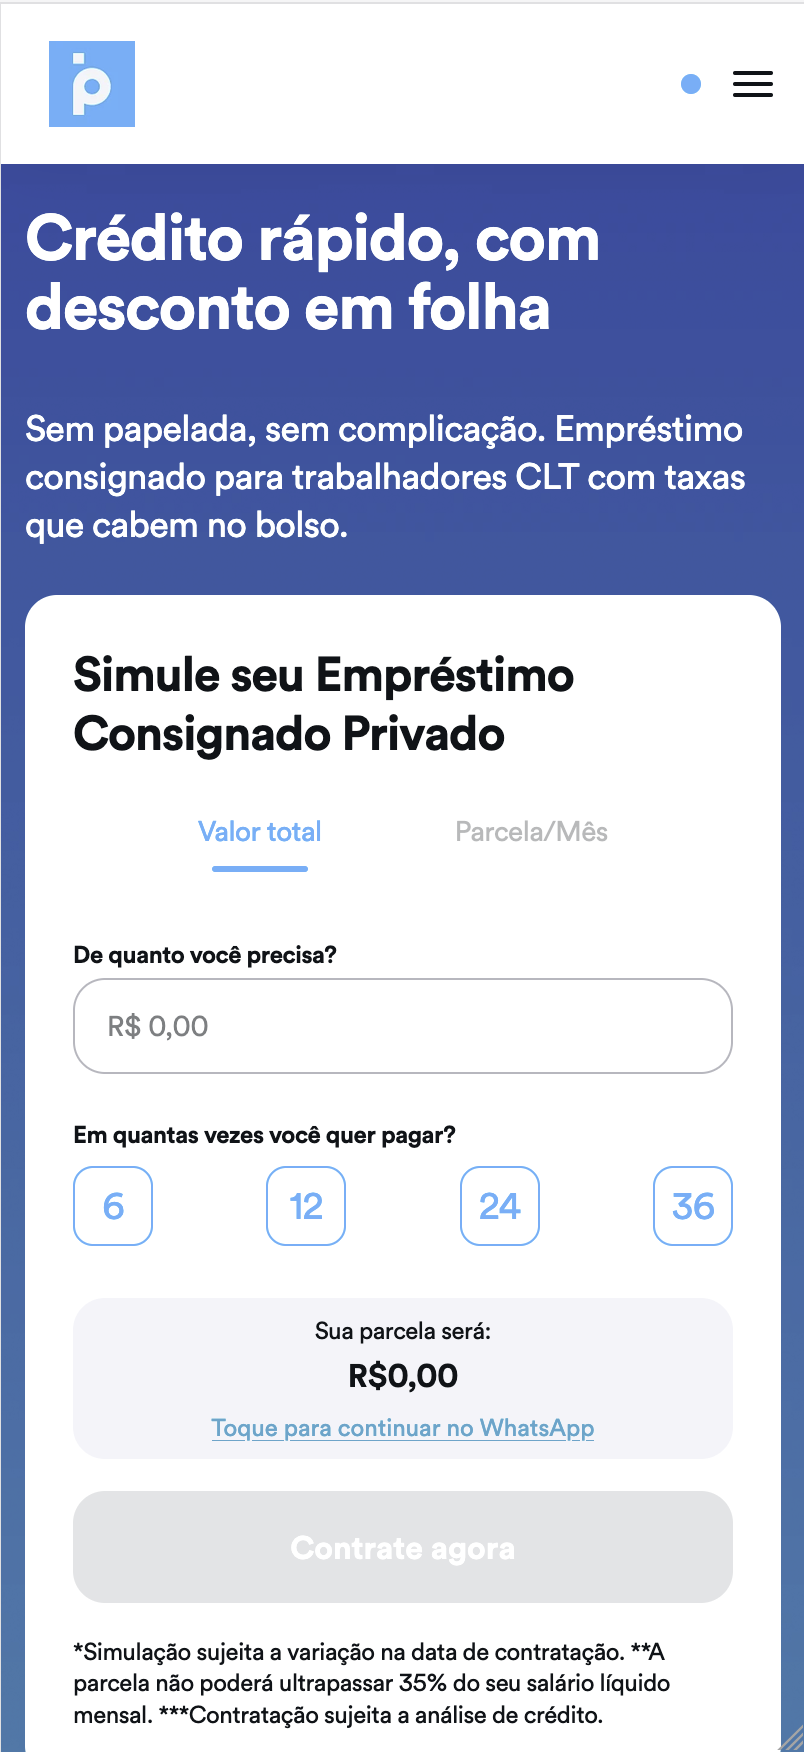 ip
Crédito rápido, com
desconto em folha
Sem papelada, sem complicação. Empréstimo
consignado para trabalhadores CLT com taxas
que cabem no bolso.
Simule seu Empréstimo
Consignado Privado
Valor total
Parcela/Mês
De quanto você precisa?
R$ 0,00
Em quantas vezes você quer pagar?
6
12
24
36
Sua parcela será:
R$0,00
Toque para continuar no WhatsApp
Contrate agora
*Simulação sujeita a variação na data de contratação. **A
parcela não poderá ultrapassar 35% do seu salário líquido
mensal. ***Contratação sujeita a análise de crédito.